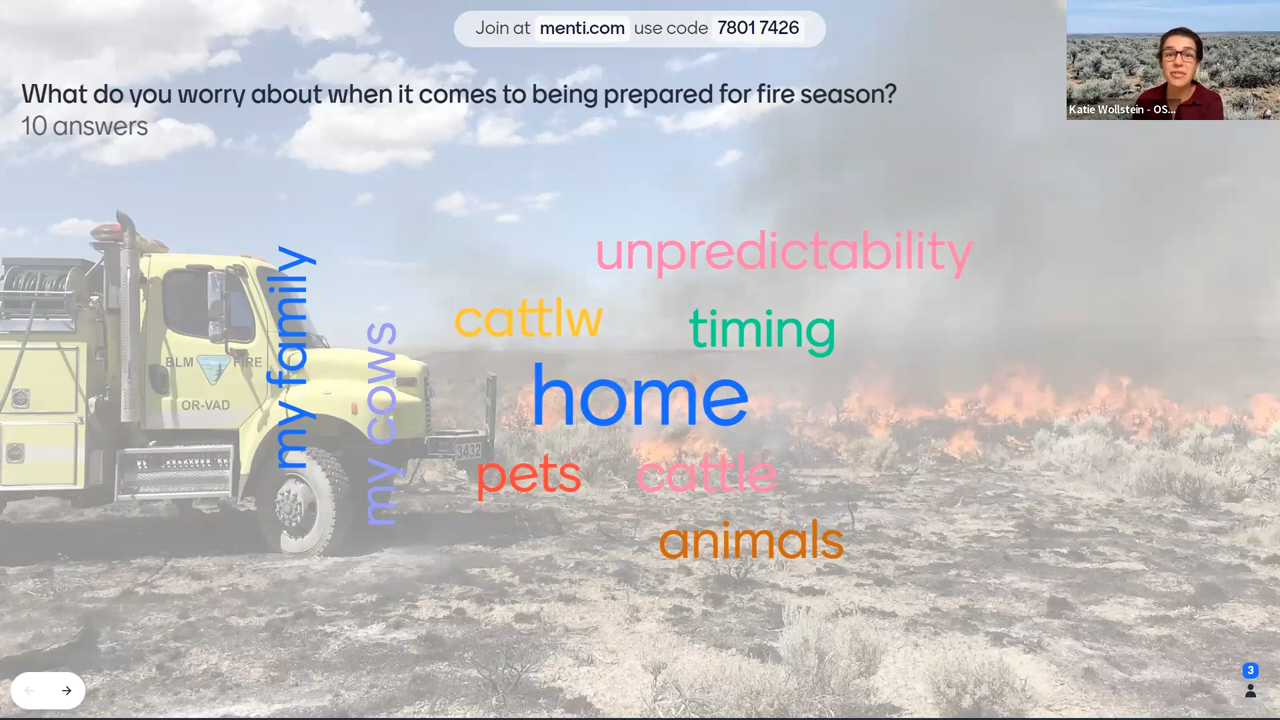 Join at menti.com use code 7801 7426
What do you worry about when it comes to being prepared for fire season?
10 answers
Katie Wollstein - OS...
unpredictability
my family
my cows
cattlw
timing
home
pets
cattle
animals
BLM FIRE
OR-VAD
3432
3